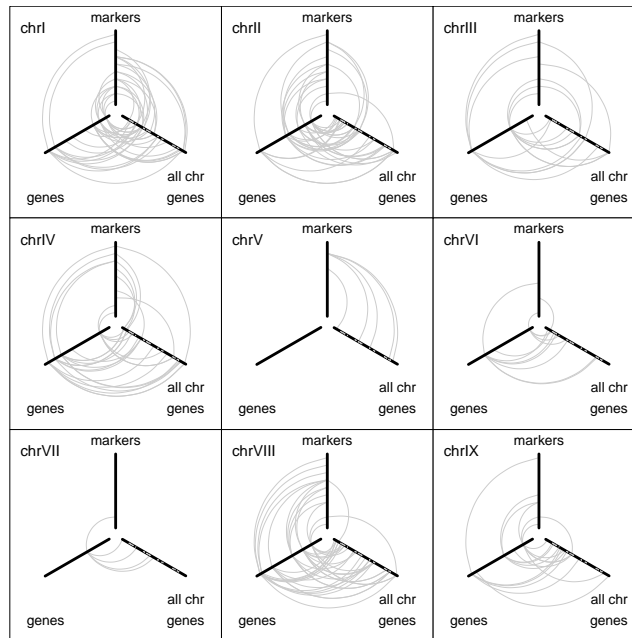 chrI
markers
genes
all chr
genes
chrII
markers
genes
all chr
genes
chrIII
markers
genes
all chr
genes
chrIV
markers
genes
all chr
genes
chrV
markers
genes
all chr
genes
chrVI
markers
genes
all chr
genes
chrVII
markers
genes
all chr
genes
chrVIII
markers
genes
all chr
genes
chrIX
markers
genes
all chr
genes